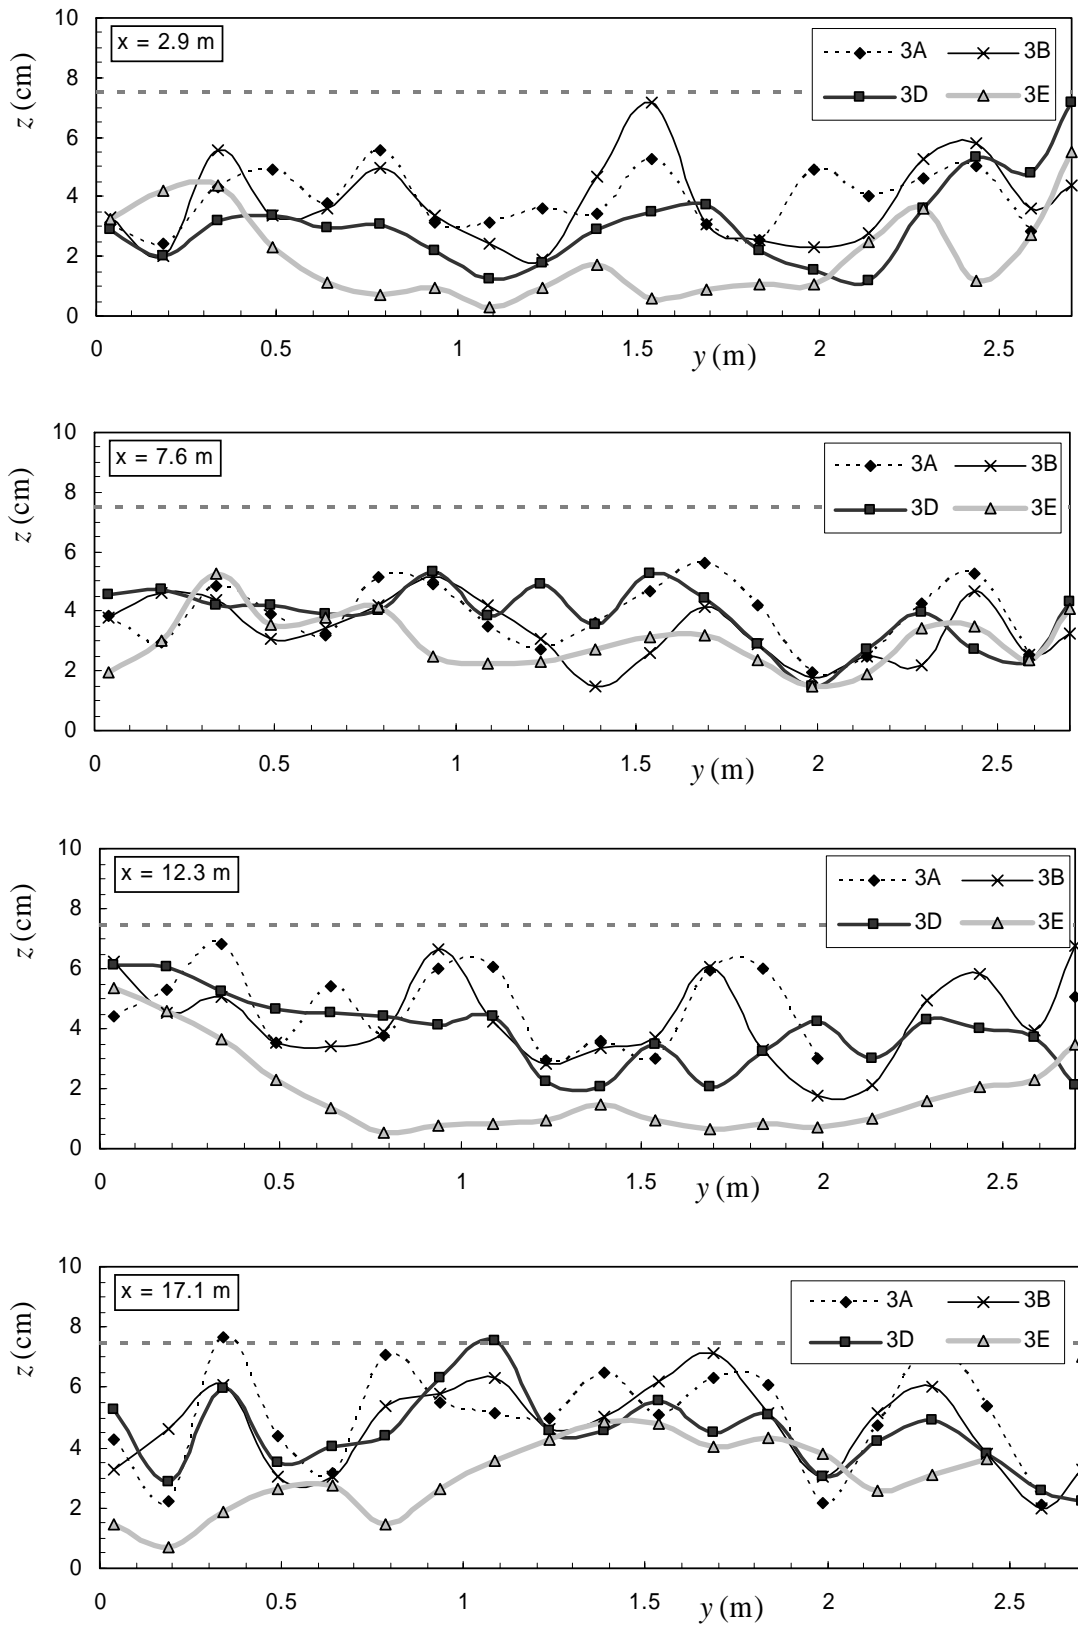 10
x = 2.9 m
3A 3B
3D 3E
8
6
4
2
0
z (cm)
0 0.5 1 1.5 2 2.5
y (m)
10
x = 7.6 m
3A 3B
3D 3E
8
6
4
2
0
z (cm)
0 0.5 1 1.5 2 2.5
y (m)
10
x = 12.3 m
3A 3B
3D 3E
8
6
4
2
0
z (cm)
0 0.5 1 1.5 2 2.5
y (m)
10
x = 17.1 m
3A 3B
3D 3E
8
6
4
2
0
z (cm)
0 0.5 1 1.5 2 2.5
y (m)